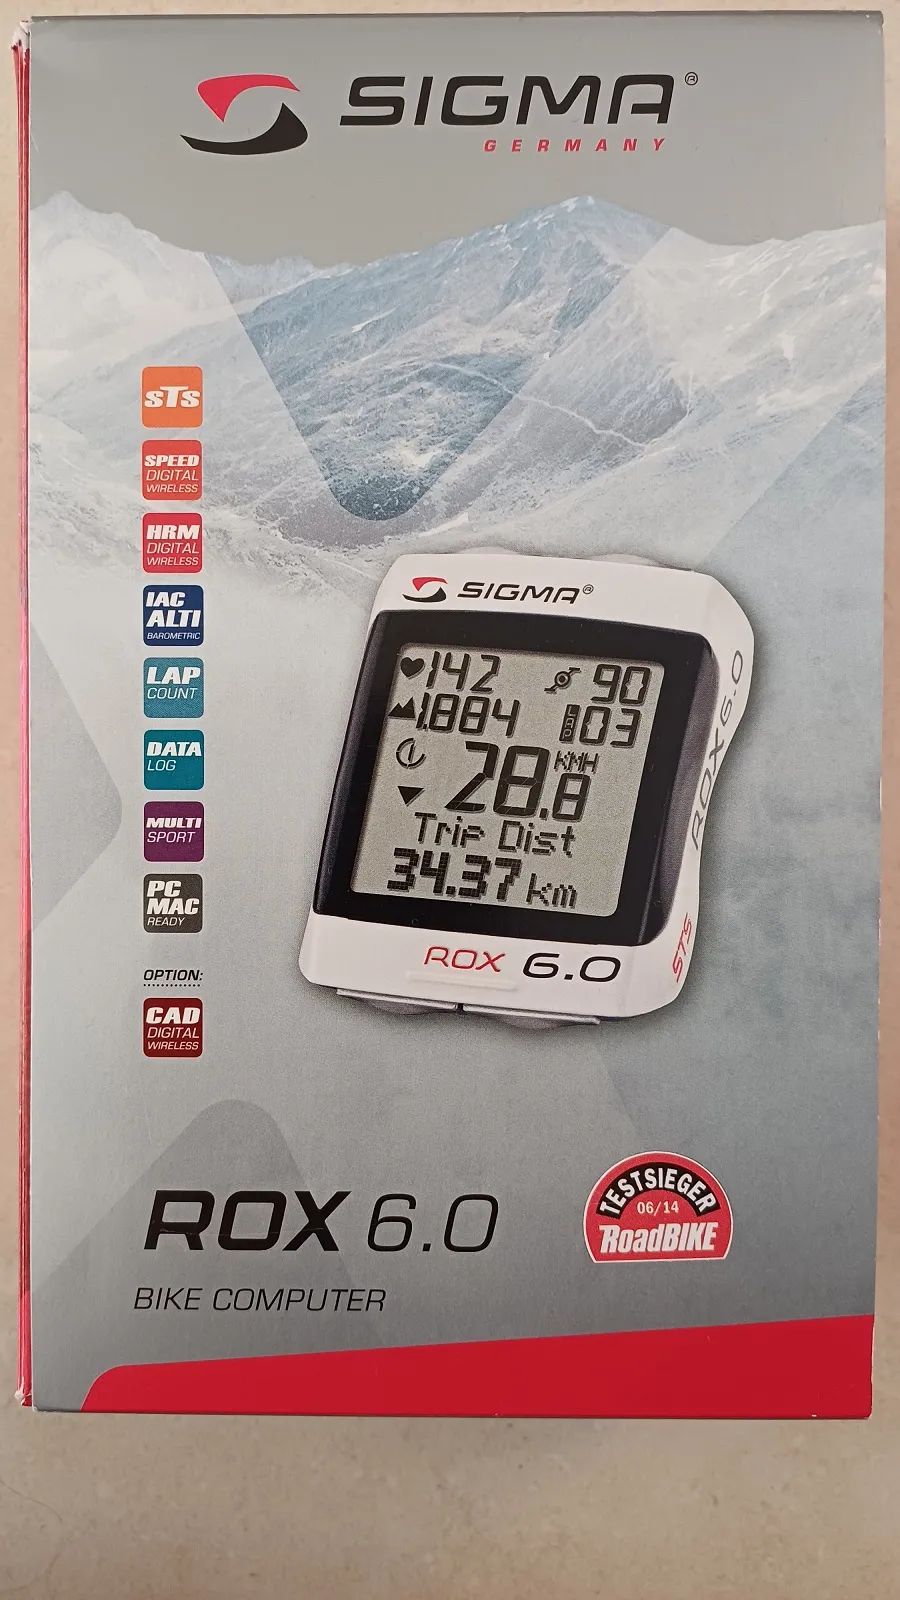 SIGMA®
GERMANY
STS
SPEED
DIGITAL
WIRELESS
HRM
DIGITAL
WIRELESS
IAC
ALTI
BAROMETRIC
LAP
COUNT
DATA
LOG
MULTI
SPORT
PC
MAC
READY
OPTION:
CAD
DIGITAL
WIRELESS
SIGMA®
142 90
1884 LAP 03
28.8 KMH
Trip Dist
34.37 km
ROX 6.0
ROX 6.0
STS
ROX 6.0
BIKE COMPUTER
TESTSIEGER
06/14
RoadBIKE